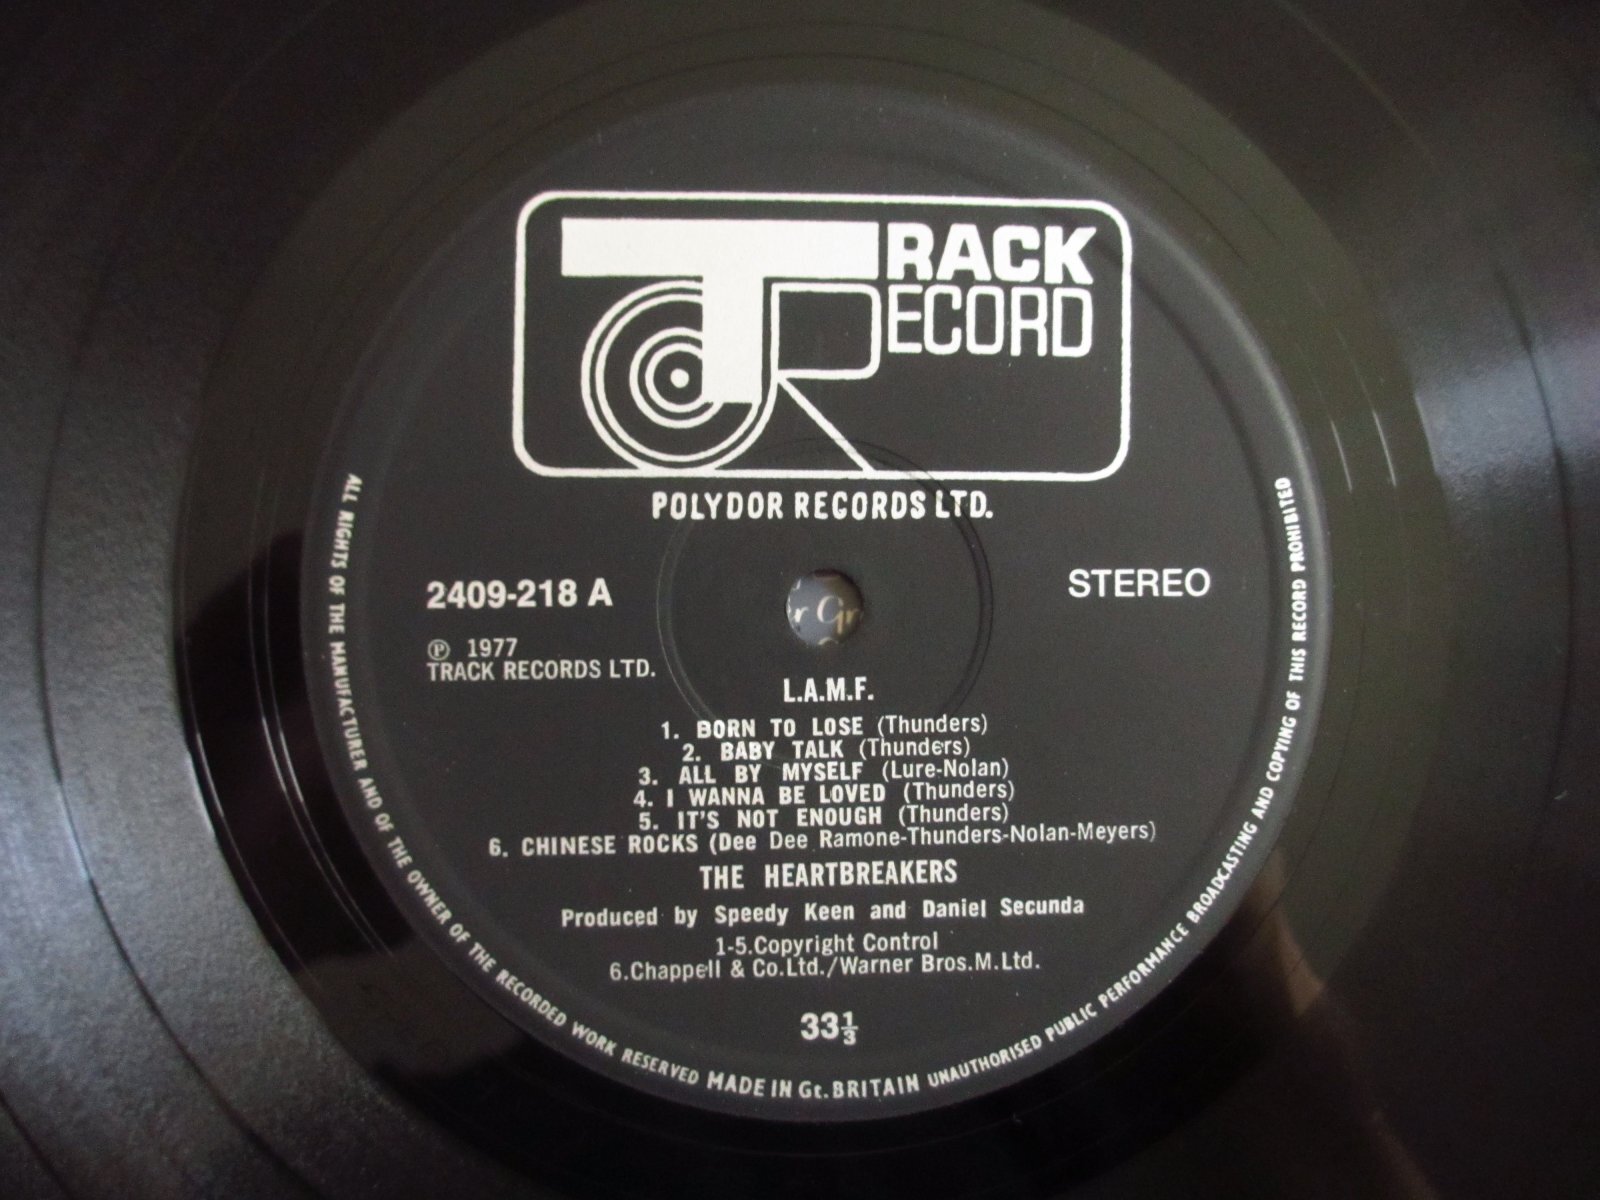 TRACK
RECORD
POLYDOR RECORDS LTD.
2409-218 A
STEREO
℗ 1977
TRACK RECORDS LTD.
L.A.M.F.
1. BORN TO LOSE (Thunders)
2. BABY TALK (Thunders)
3. ALL BY MYSELF (Lure-Nolan)
4. I WANNA BE LOVED (Thunders)
5. IT'S NOT ENOUGH (Thunders)
6. CHINESE ROCKS (Dee Dee Ramone-Thunders-Nolan-Meyers)
THE HEARTBREAKERS
Produced by Speedy Keen and Daniel Secunda
1-5.Copyright Control
6.Chappell & Co.Ltd./Warner Bros.M.Ltd.
33⅓
ALL RIGHTS OF THE MANUFACTURER AND OF THE OWNER OF THE RECORDED WORK RESERVED MADE IN Gt. BRITAIN UNAUTHORISED PUBLIC PERFORMANCE BROADCASTING AND COPYING OF THIS RECORD PROHIBITED